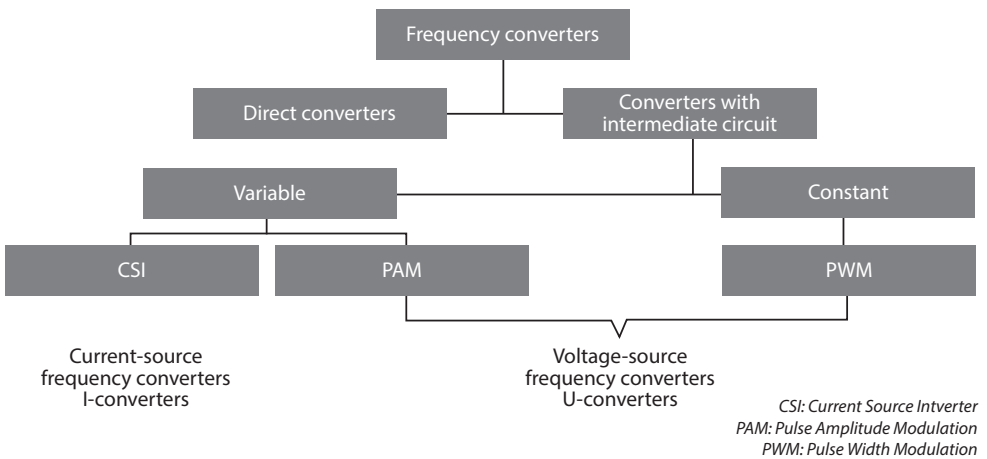 Frequency converters
Direct converters
Converters with
intermediate circuit
Variable
Constant
CSI
PAM
PWM
Current-source
frequency converters
I-converters
Voltage-source
frequency converters
U-converters
CSI: Current Source Intverter
PAM: Pulse Amplitude Modulation
PWM: Pulse Width Modulation